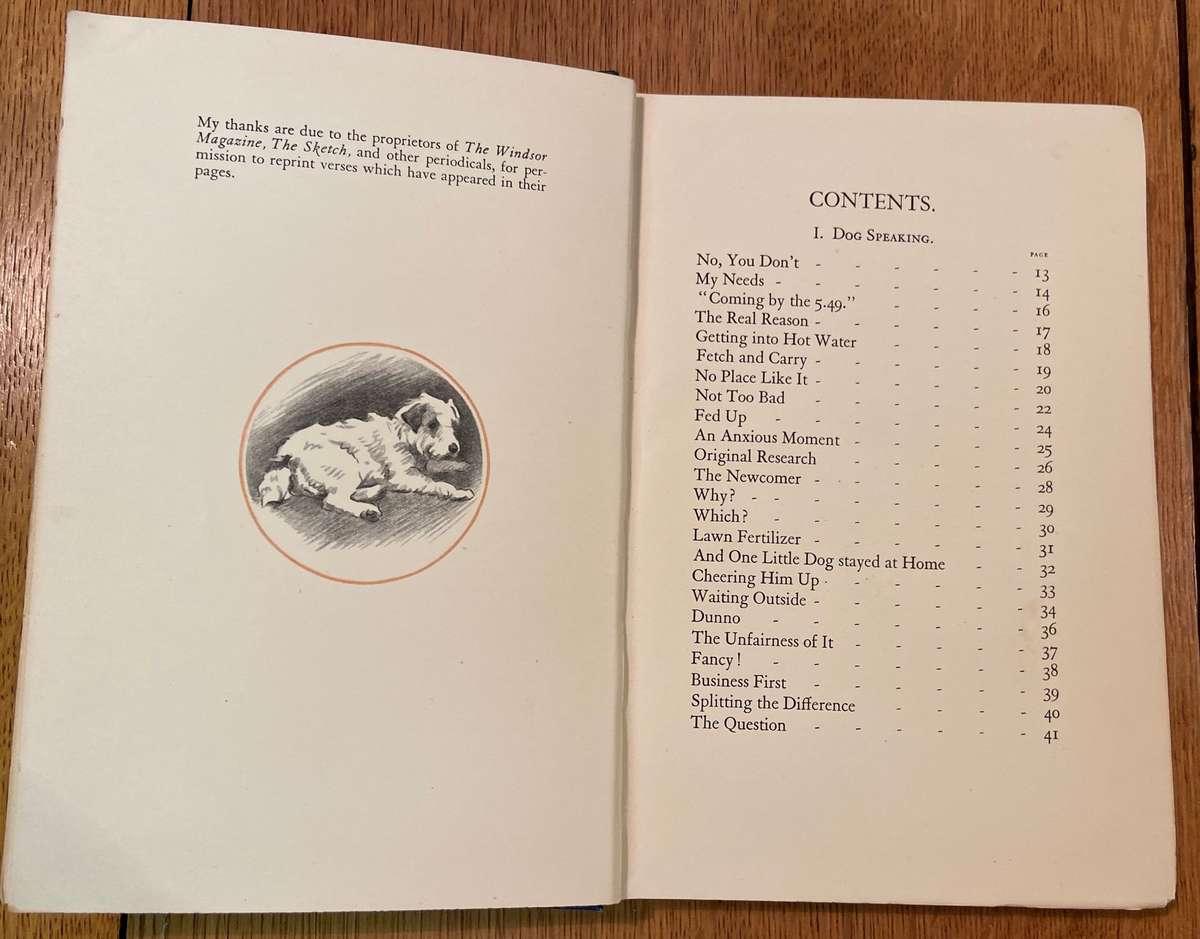 My thanks are due to the proprietors of The Windsor
Magazine, The Sketch, and other periodicals, for per-
mission to reprint verses which have appeared in their
pages.
CONTENTS.
I. Dog Speaking.
PAGE
No, You Don't - - - - - - 13
My Needs - - - - - - - 14
"Coming by the 5.49." - - - - 16
The Real Reason - - - - - - 17
Getting into Hot Water - - - - 18
Fetch and Carry - - - - - - 19
No Place Like It - - - - - - 20
Not Too Bad - - - - - - 22
Fed Up - - - - - - - 24
An Anxious Moment - - - - - 25
Original Research - - - - - 26
The Newcomer - - - - - - 28
Why? - - - - - - - - 29
Which? - - - - - - - 30
Lawn Fertilizer - - - - - - 31
And One Little Dog stayed at Home - - 32
Cheering Him Up - - - - - - 33
Waiting Outside - - - - - - 34
Dunno - - - - - - - 36
The Unfairness of It - - - - - 37
Fancy! - - - - - - - 38
Business First - - - - - - 39
Splitting the Difference - - - - 40
The Question - - - - - - 41